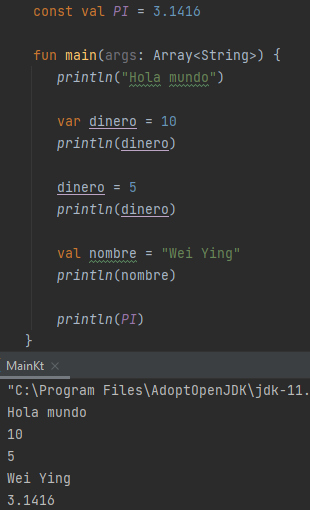 const val PI = 3.1416
fun main(args: Array<String>) {
println("Hola mundo")
var dinero = 10
println(dinero)
dinero = 5
println(dinero)
val nombre = "Wei Ying"
println(nombre)
println(PI)
}
MainKt ×
"C:\Program Files\AdoptOpenJDK\jdk-11.
Hola mundo
10
5
Wei Ying
3.1416